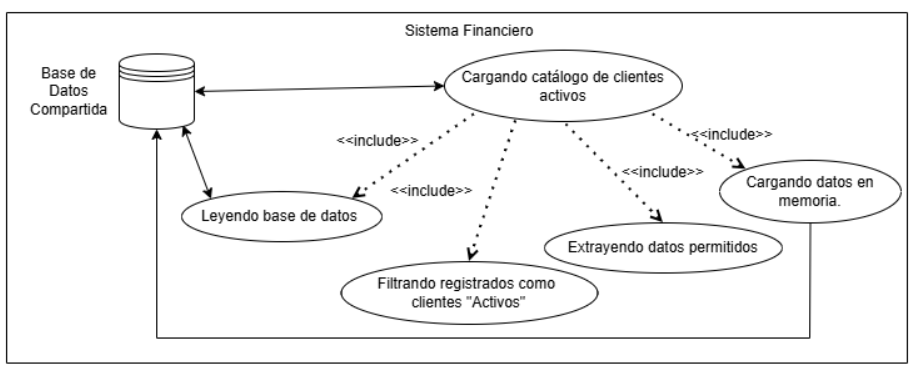 Sistema Financiero
Base de
Datos
Compartida
Cargando catálogo de clientes
activos
<<include>>
<<include>>
<<include>>
<<include>>
Leyendo base de datos
Cargando datos en
memoria.
Extrayendo datos permitidos
Filtrando registrados como
clientes "Activos"